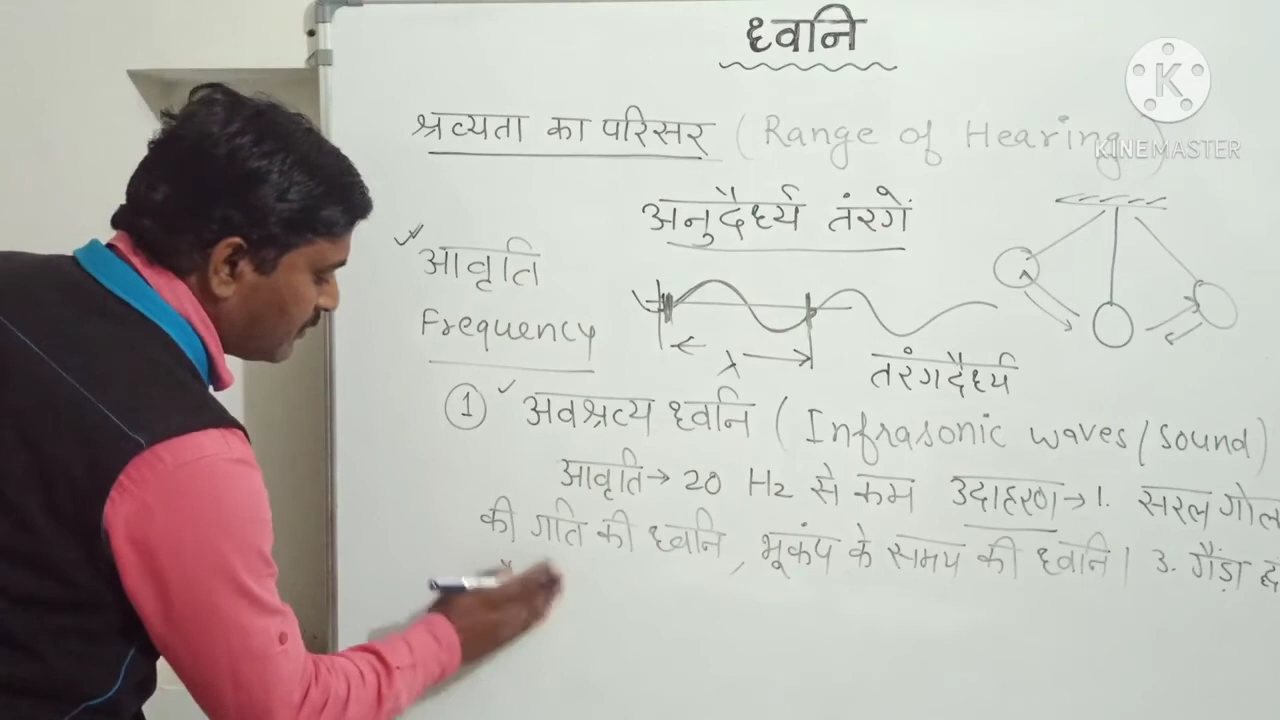 ध्वनि
K
KINEMASTER
श्रव्यता का परिसर (Range of Hearing)
अनुदैर्ध्य तंरगें
आवृति
Frequency
λ
तरंगदैर्ध्य
① अवश्रव्य ध्वनि (Infrasonic waves/sound)
आवृति→ 20 Hz से कम उदाहरण→ 1. सरल गोल
की गति की ध्वनि, भूकंप के समय की ध्वनि। 3. गैंड़ा